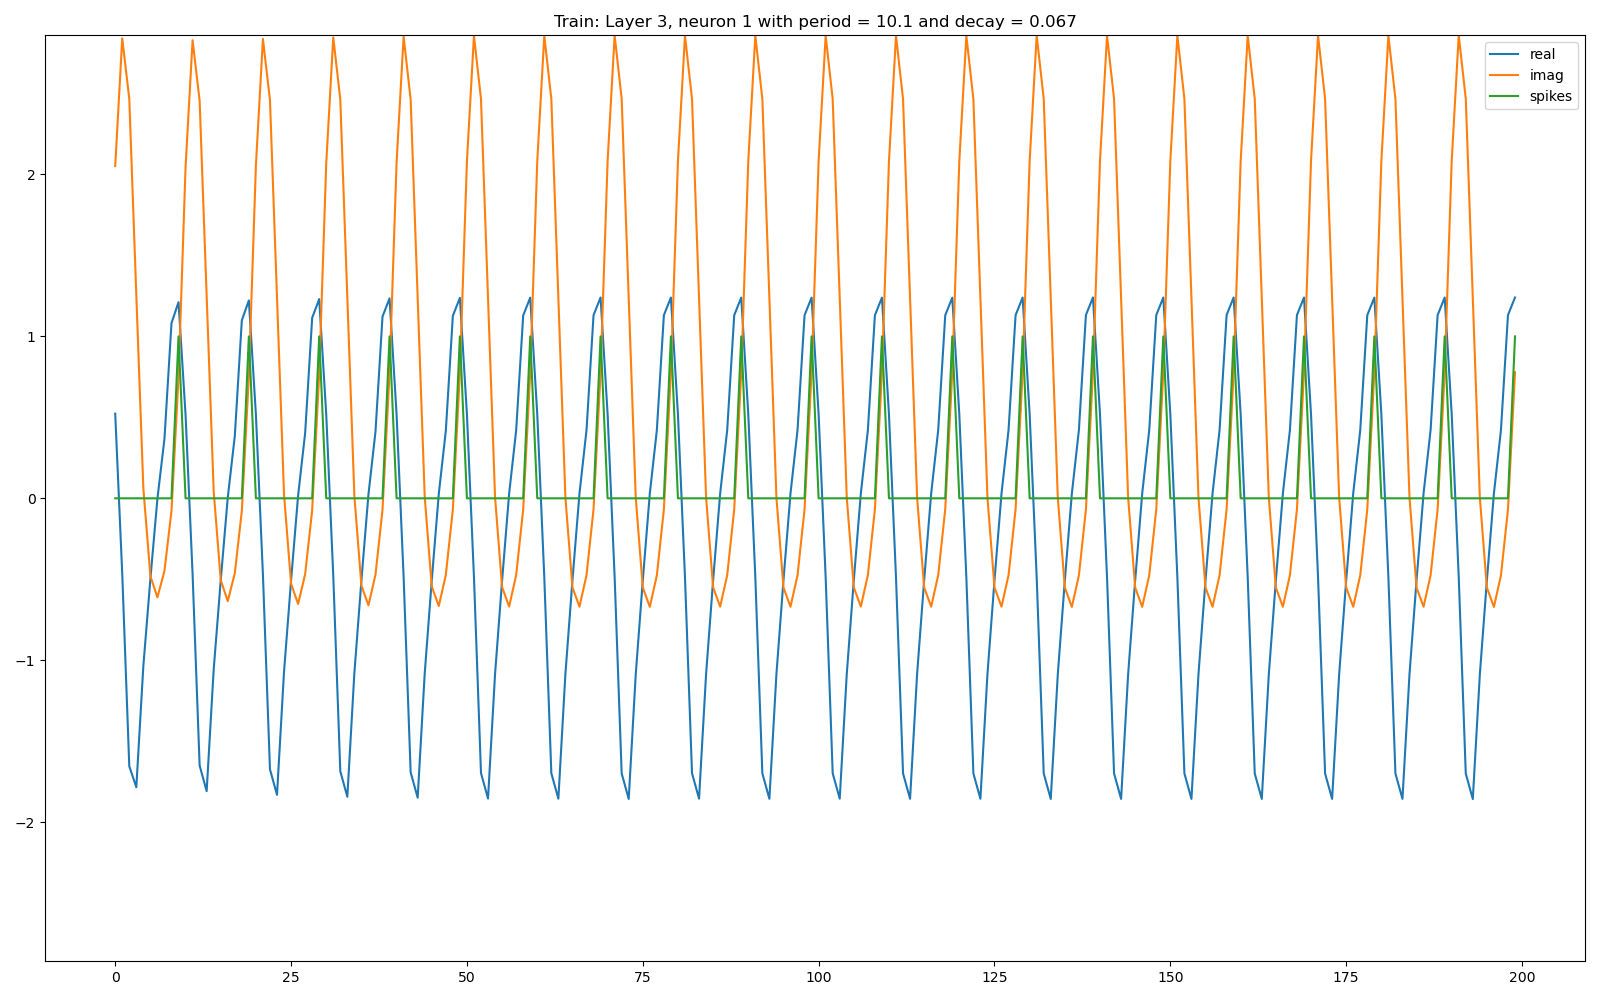 Train: Layer 3, neuron 1 with period = 10.1 and decay = 0.067
real
imag
spikes
2
1
0
−1
−2
0 25 50 75 100 125 150 175 200